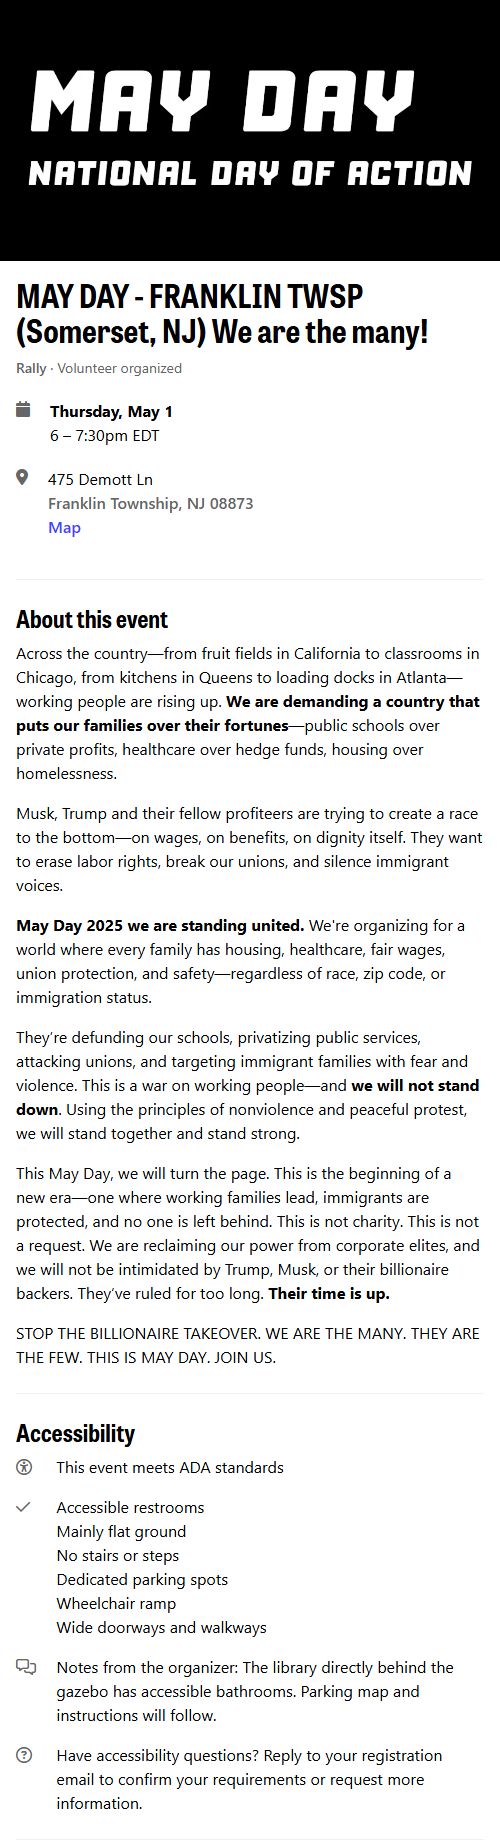 MAY DAY
NATIONAL DAY OF ACTION
MAY DAY - FRANKLIN TWSP
(Somerset, NJ) We are the many!
Rally · Volunteer organized
Thursday, May 1
6 – 7:30pm EDT
475 Demott Ln
Franklin Township, NJ 08873
Map
About this event
Across the country—from fruit fields in California to classrooms in
Chicago, from kitchens in Queens to loading docks in Atlanta—
working people are rising up. We are demanding a country that
puts our families over their fortunes—public schools over
private profits, healthcare over hedge funds, housing over
homelessness.
Musk, Trump and their fellow profiteers are trying to create a race
to the bottom—on wages, on benefits, on dignity itself. They want
to erase labor rights, break our unions, and silence immigrant
voices.
May Day 2025 we are standing united. We're organizing for a
world where every family has housing, healthcare, fair wages,
union protection, and safety—regardless of race, zip code, or
immigration status.
They’re defunding our schools, privatizing public services,
attacking unions, and targeting immigrant families with fear and
violence. This is a war on working people—and we will not stand
down. Using the principles of nonviolence and peaceful protest,
we will stand together and stand strong.
This May Day, we will turn the page. This is the beginning of a
new era—one where working families lead, immigrants are
protected, and no one is left behind. This is not charity. This is not
a request. We are reclaiming our power from corporate elites, and
we will not be intimidated by Trump, Musk, or their billionaire
backers. They’ve ruled for too long. Their time is up.
STOP THE BILLIONAIRE TAKEOVER. WE ARE THE MANY. THEY ARE
THE FEW. THIS IS MAY DAY. JOIN US.
Accessibility
This event meets ADA standards
Accessible restrooms
Mainly flat ground
No stairs or steps
Dedicated parking spots
Wheelchair ramp
Wide doorways and walkways
Notes from the organizer: The library directly behind the
gazebo has accessible bathrooms. Parking map and
instructions will follow.
Have accessibility questions? Reply to your registration
email to confirm your requirements or request more
information.